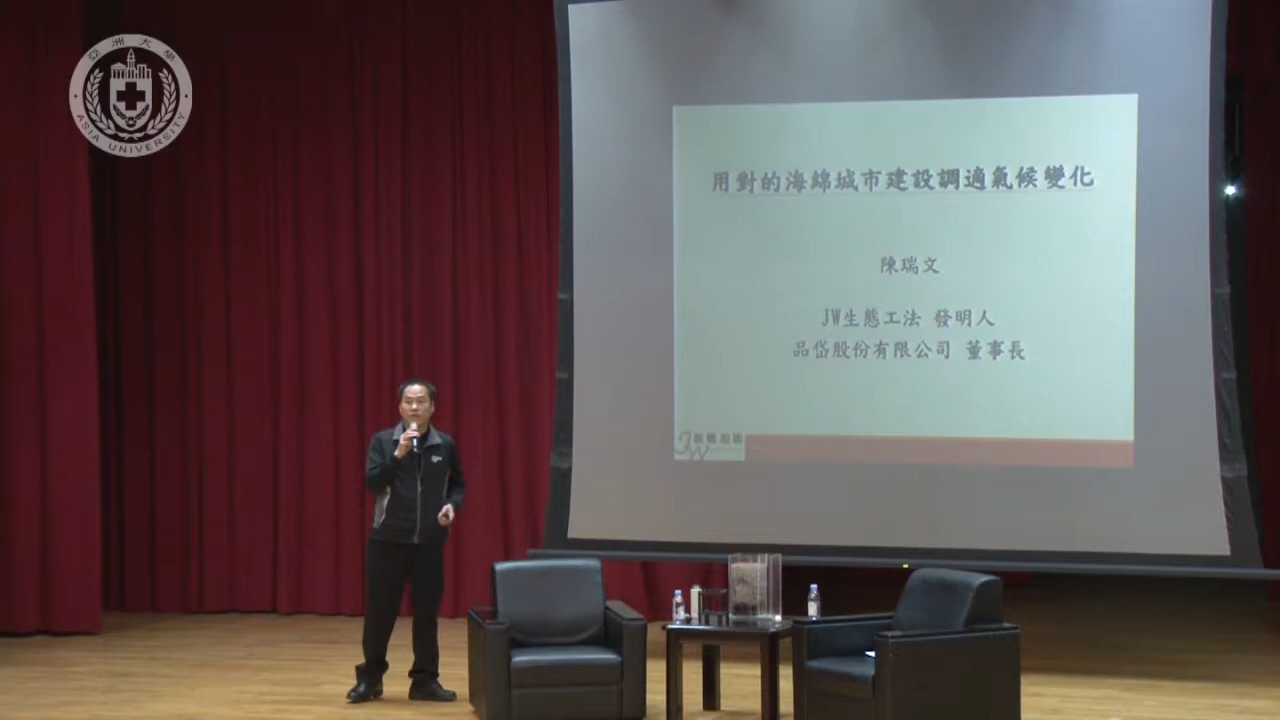 亞洲大學
ASIA UNIVERSITY
用對的海綿城市建設調適氣候變化
陳瑞文
JW生態工法 發明人
品岱股份有限公司 董事長
JW